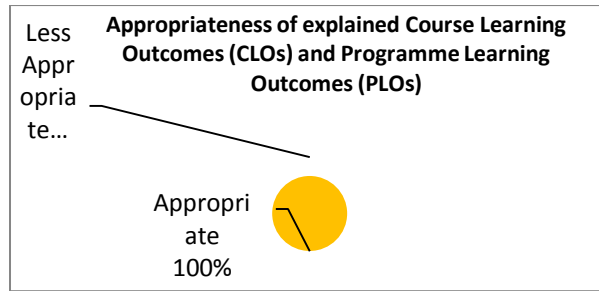 Appropriateness of explained Course Learning
Outcomes (CLOs) and Programme Learning
Outcomes (PLOs)
Less
Appr
opria
te…
Appropri
ate
100%